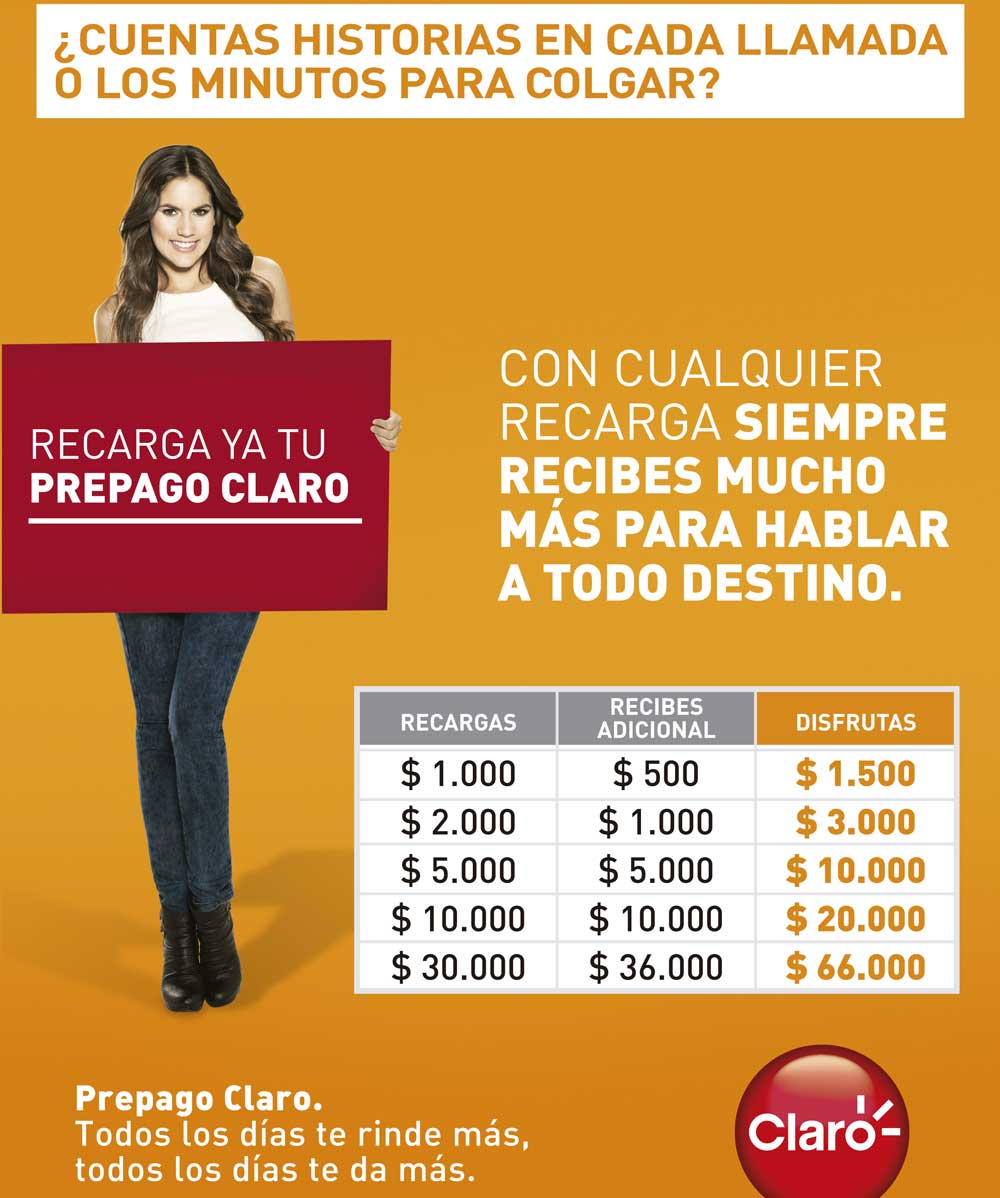 ¿CUENTAS HISTORIAS EN CADA LLAMADA
O LOS MINUTOS PARA COLGAR?
RECARGA YA TU
PREPAGO CLARO
CON CUALQUIER
RECARGA SIEMPRE
RECIBES MUCHO
MÁS PARA HABLAR
A TODO DESTINO.
RECARGAS RECIBES ADICIONAL DISFRUTAS
$ 1.000 $ 500 $ 1.500
$ 2.000 $ 1.000 $ 3.000
$ 5.000 $ 5.000 $ 10.000
$ 10.000 $ 10.000 $ 20.000
$ 30.000 $ 36.000 $ 66.000
Prepago Claro.
Todos los días te rinde más,
todos los días te da más.
Claro